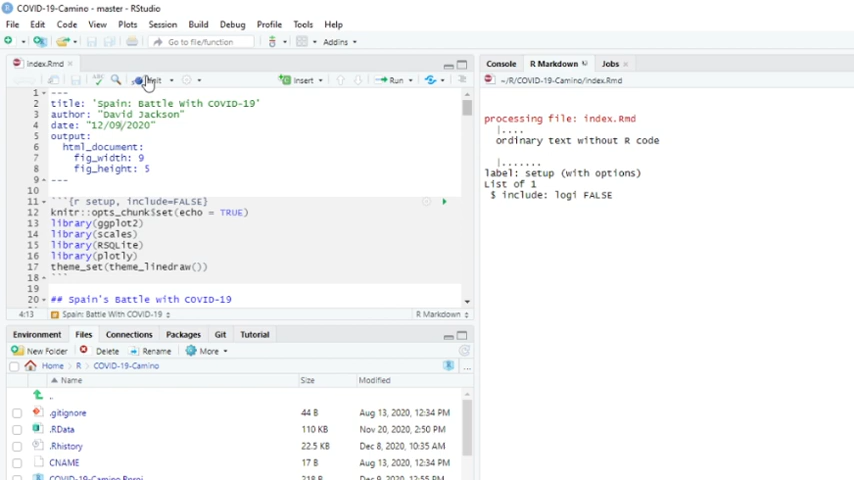 COVID-19-Camino - master - RStudio
File Edit Code View Plots Session Build Debug Profile Tools Help
Go to file/function Addins
index.Rmd
Insert Run
1 ---
2 title: 'Spain: Battle With COVID-19'
3 author: "David Jackson"
4 date: "12/09/2020"
5 output:
6 html_document:
7 fig_width: 9
8 fig_height: 5
9 ---
10
11 ```{r setup, include=FALSE}
12 knitr::opts_chunk$set(echo = TRUE)
13 library(ggplot2)
14 library(scales)
15 library(RSQLite)
16 library(plotly)
17 theme_set(theme_linedraw())
18 ```
19
20 ## Spain's Battle with COVID-19
4:13 Spain: Battle With COVID-19 R Markdown
Environment Files Connections Packages Git Tutorial
New Folder Delete Rename More
Home R COVID-19-Camino
Name Size Modified
..
.gitignore 44 B Aug 13, 2020, 12:34 PM
.RData 110 KB Nov 20, 2020, 2:50 PM
.Rhistory 22.5 KB Dec 8, 2020, 10:35 AM
CNAME 17 B Aug 13, 2020, 12:34 PM
COVID-19-Camino.Rproj 218 B Dec 9, 2020, 12:55 PM
Console R Markdown Jobs
~/R/COVID-19-Camino/index.Rmd
processing file: index.Rmd
|....
ordinary text without R code
|.......
label: setup (with options)
List of 1
$ include: logi FALSE